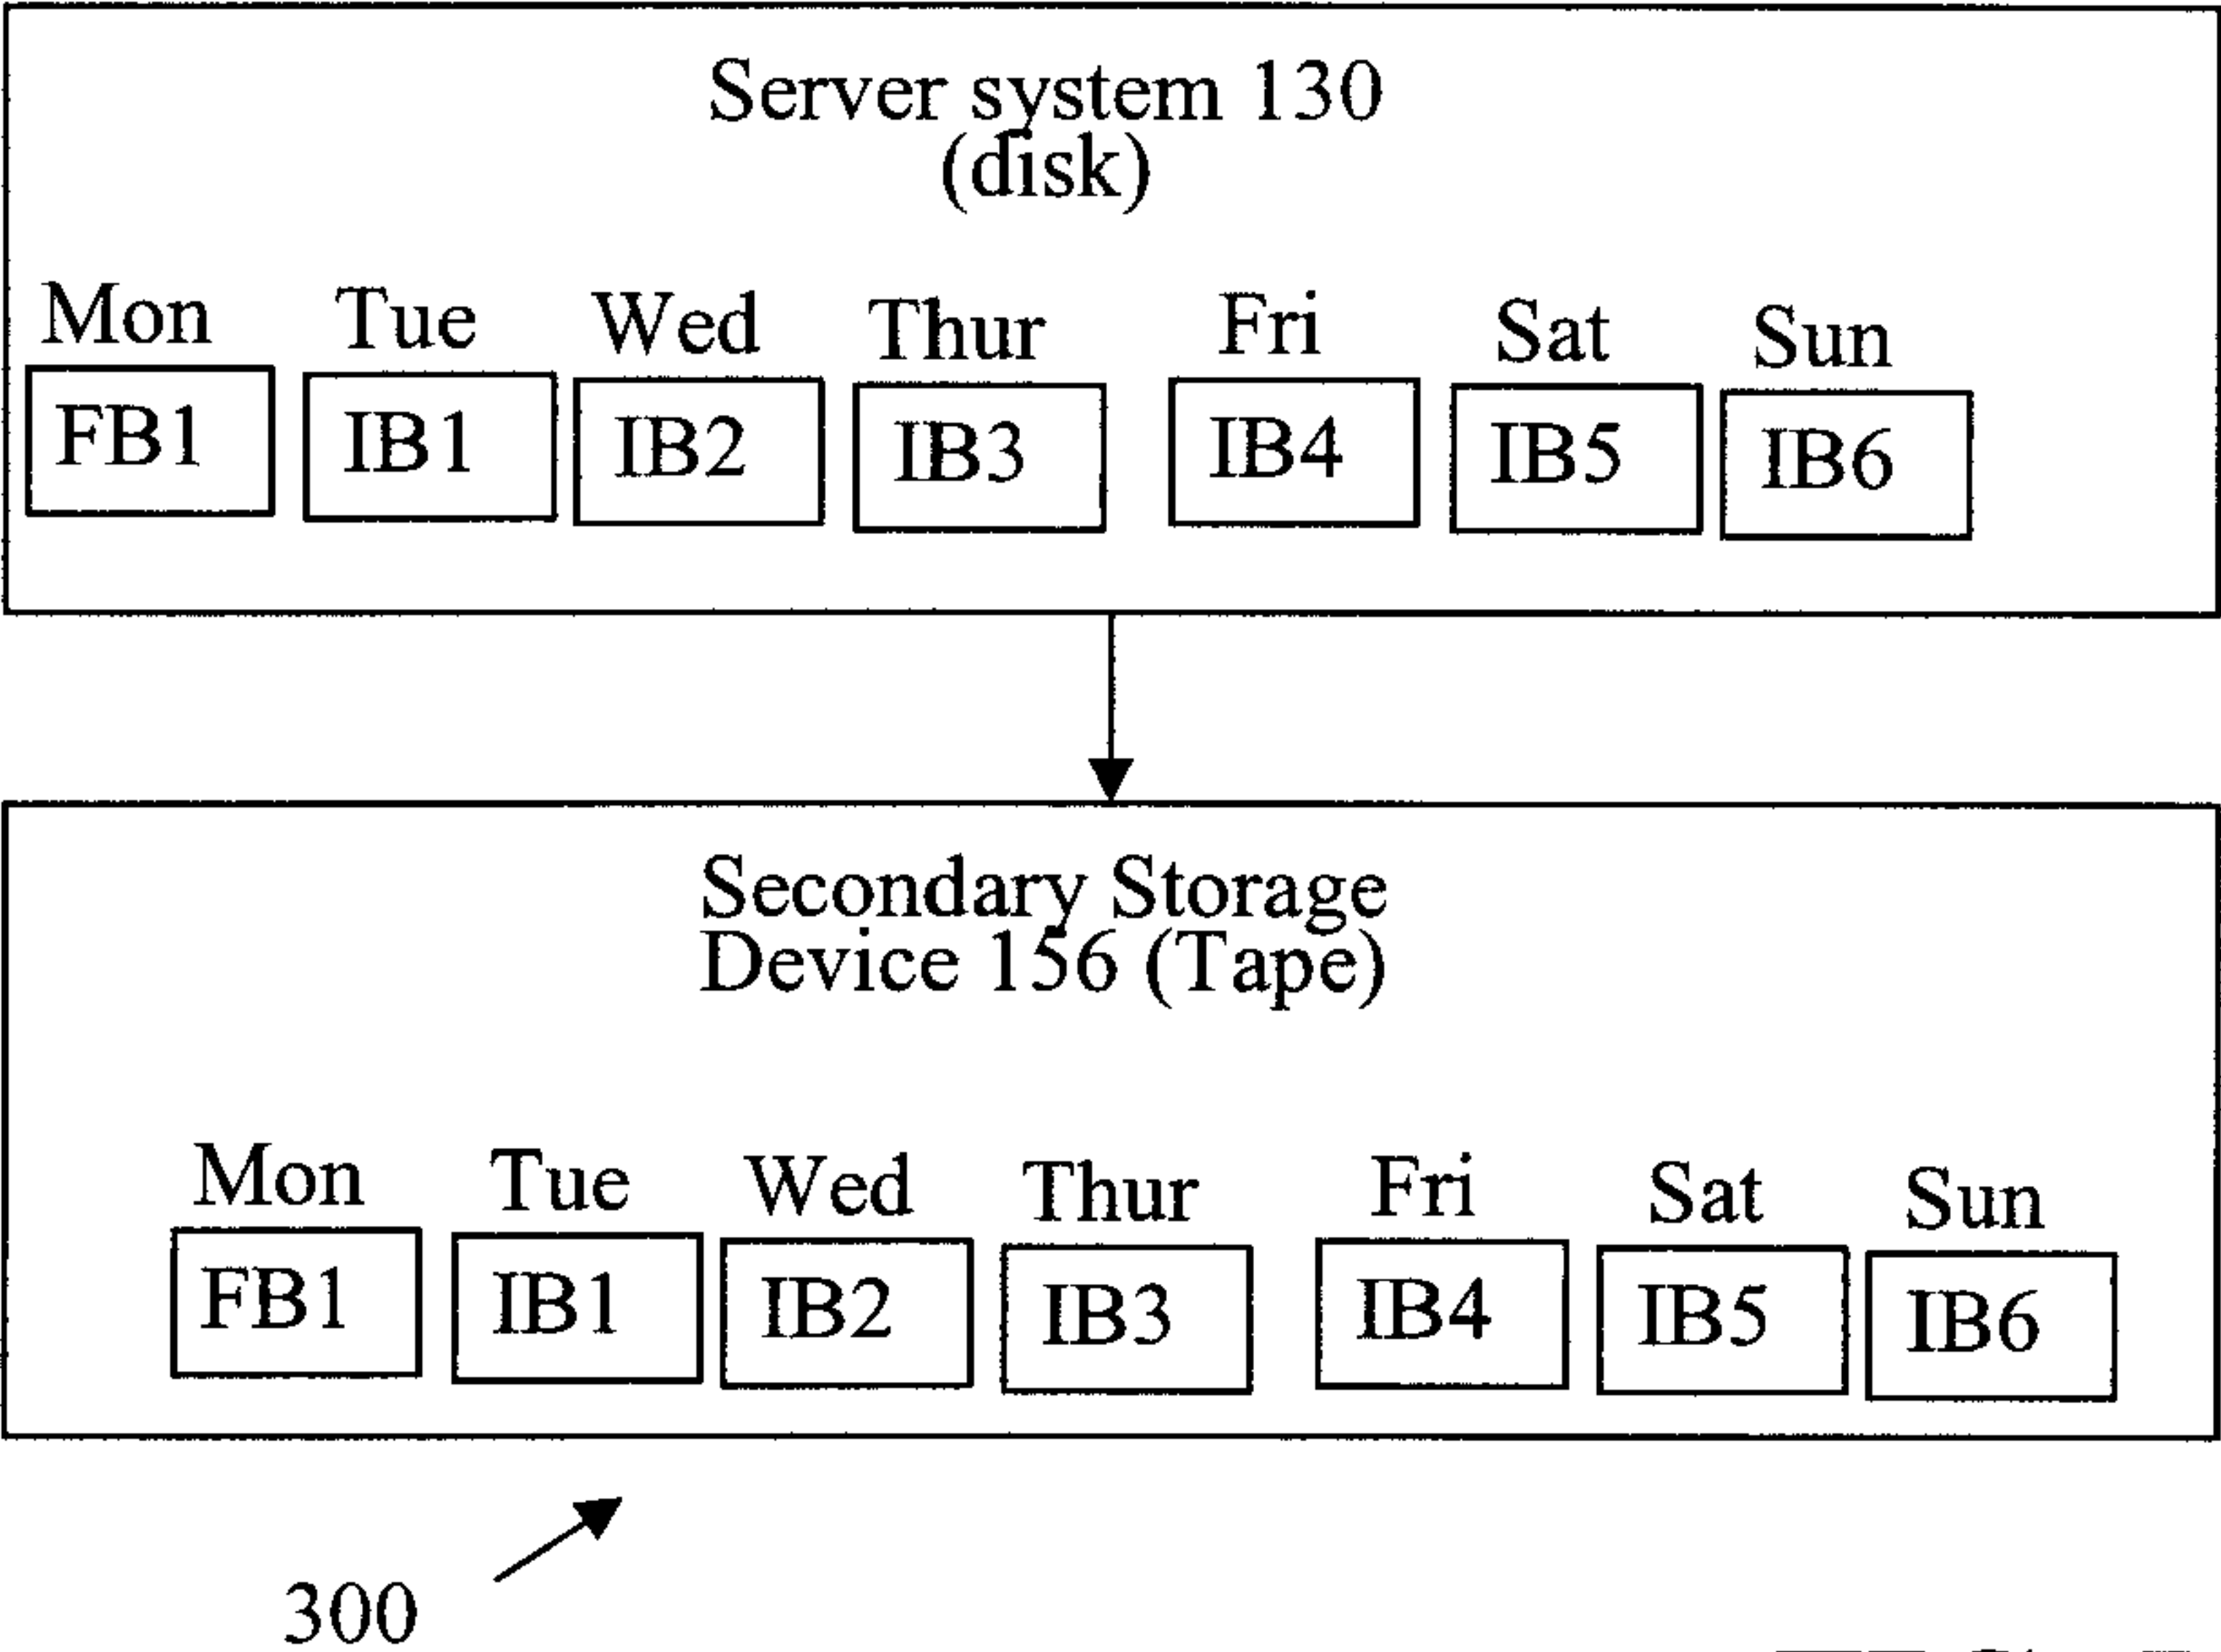 Server system 130
(disk)
Mon Tue Wed Thur Fri Sat Sun
FB1 IB1 IB2 IB3 IB4 IB5 IB6
Secondary Storage
Device 156 (Tape)
Mon Tue Wed Thur Fri Sat Sun
FB1 IB1 IB2 IB3 IB4 IB5 IB6
300